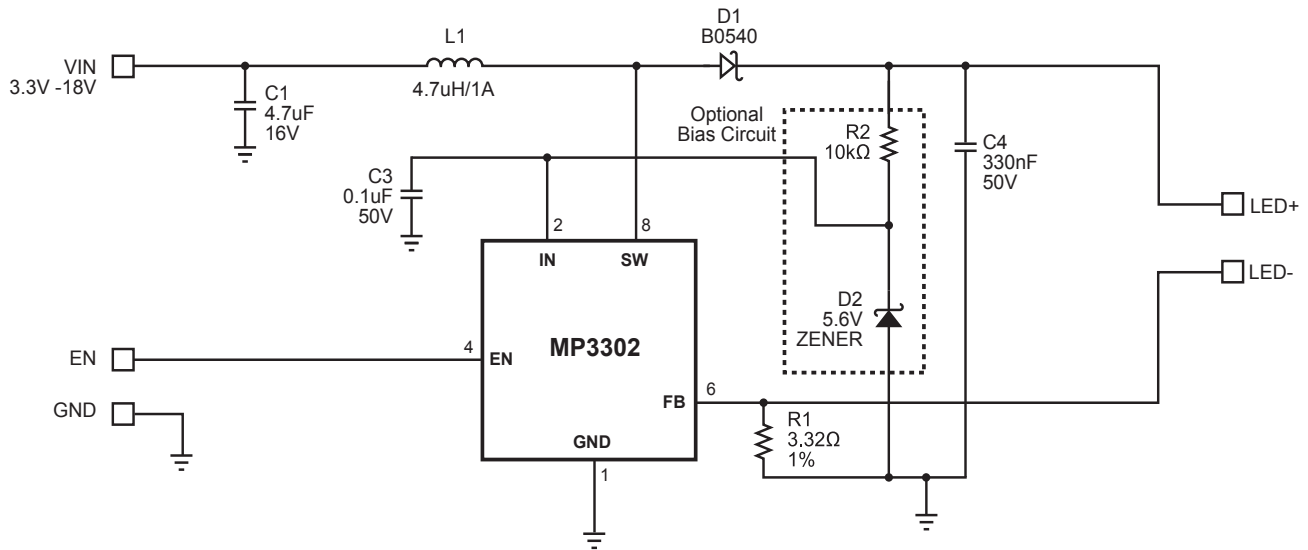 VIN
3.3V -18V
C1
4.7uF
16V
L1
4.7uH/1A
D1
B0540
Optional
Bias Circuit
R2
10kΩ
C4
330nF
50V
C3
0.1uF
50V
LED+
LED-
2
8
IN
SW
D2
5.6V
ZENER
MP3302
EN
4
EN
GND
FB
6
R1
3.32Ω
1%
GND
1